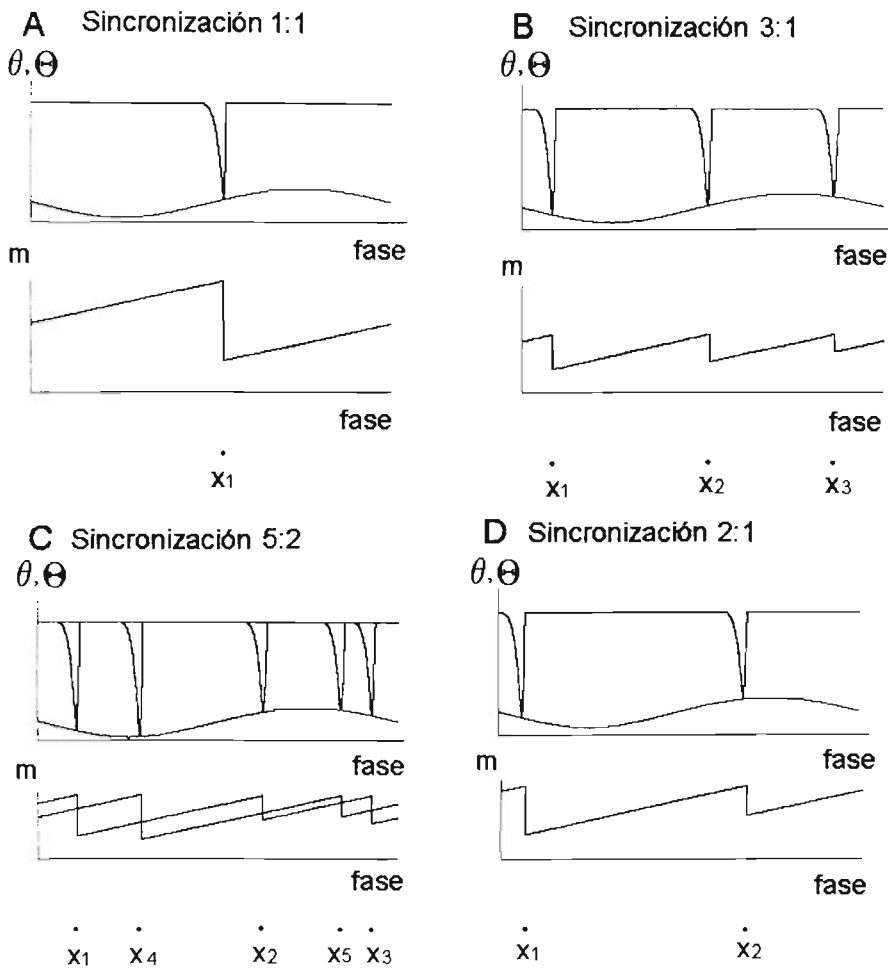 A Sincronización 1:1
θ, Θ
fase
m
fase
x1
B Sincronización 3:1
θ, Θ
fase
m
fase
x1 x2 x3
C Sincronización 5:2
θ, Θ
fase
m
fase
x1 x4 x2 x5 x3
D Sincronización 2:1
θ, Θ
fase
m
fase
x1 x2